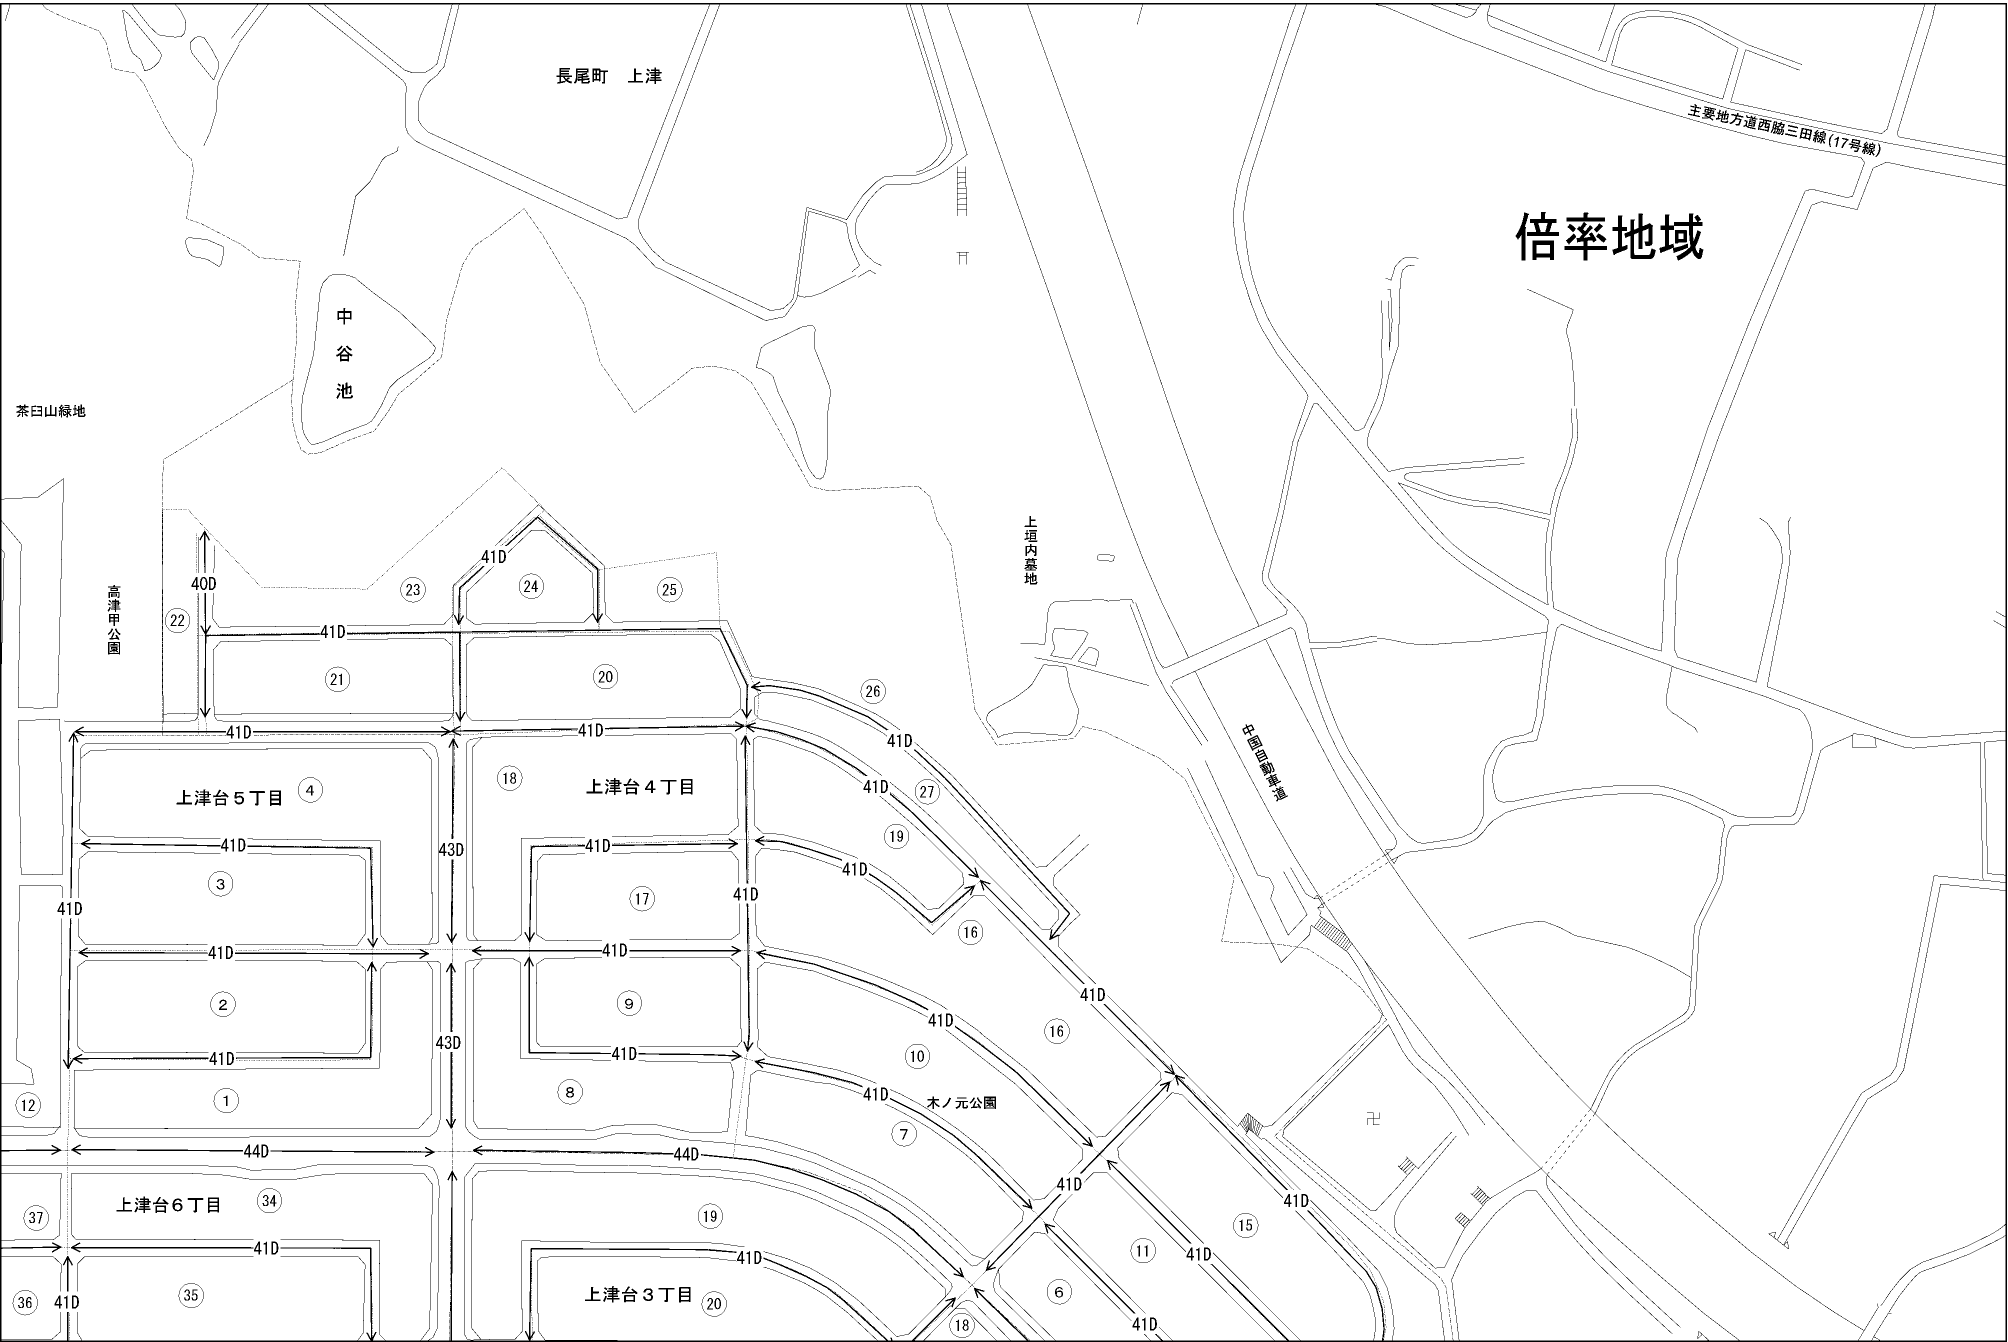 長尾町　上津
主要地方道西脇三田線(17号線)
倍率地域
中谷池
茶臼山緑地
上垣内墓地
高津甲公園
41D
40D
23
24
25
22
41D
21
20
26
41D
41D
41D
中国自動車道
上津台５丁目
4
18
上津台４丁目
41D
27
41D
43D
41D
19
3
41D
41D
17
41D
16
41D
41D
41D
2
9
41D
16
43D
41D
41D
10
1
8
41D
木ノ元公園
12
7
卍
44D
44D
41D
上津台６丁目
34
41D
37
19
15
41D
41D
11
41D
36
41D
35
上津台３丁目
20
6
18
41D